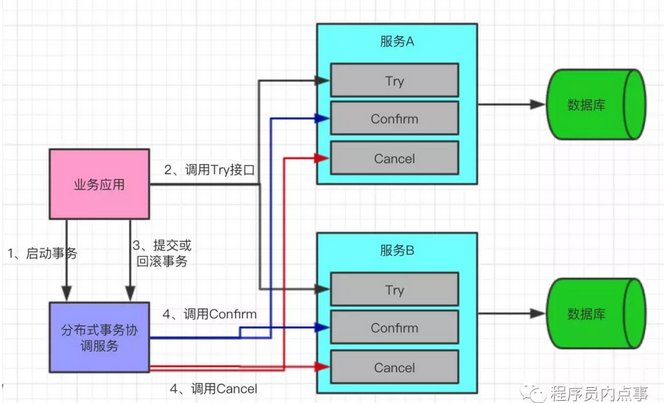 服务A
Try
Confirm
Cancel
数据库
业务应用
2、调用Try接口
1、启动事务
3、提交或
回滚事务
服务B
Try
Confirm
Cancel
数据库
分布式事务协
调服务
4、调用Confirm
4、调用Cancel
程序员内点事